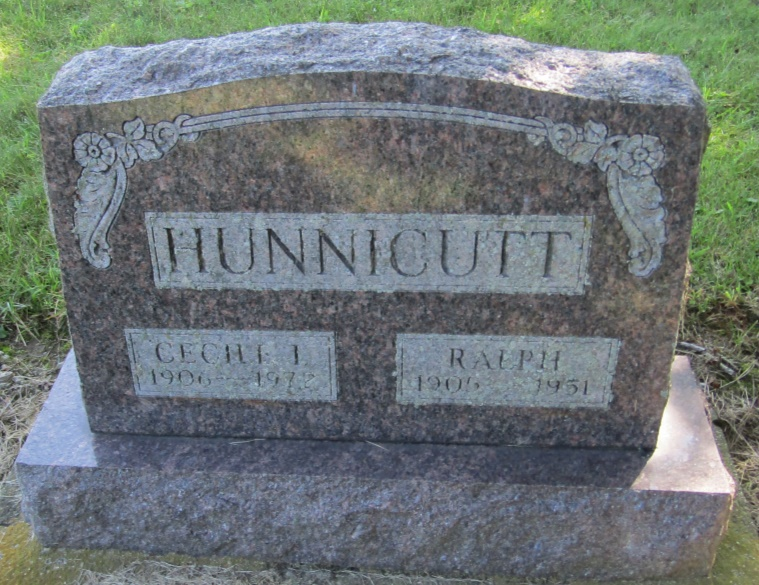 HUNNICUTT
CECILE I.
1906 — 1972
RALPH
1906 — 1951